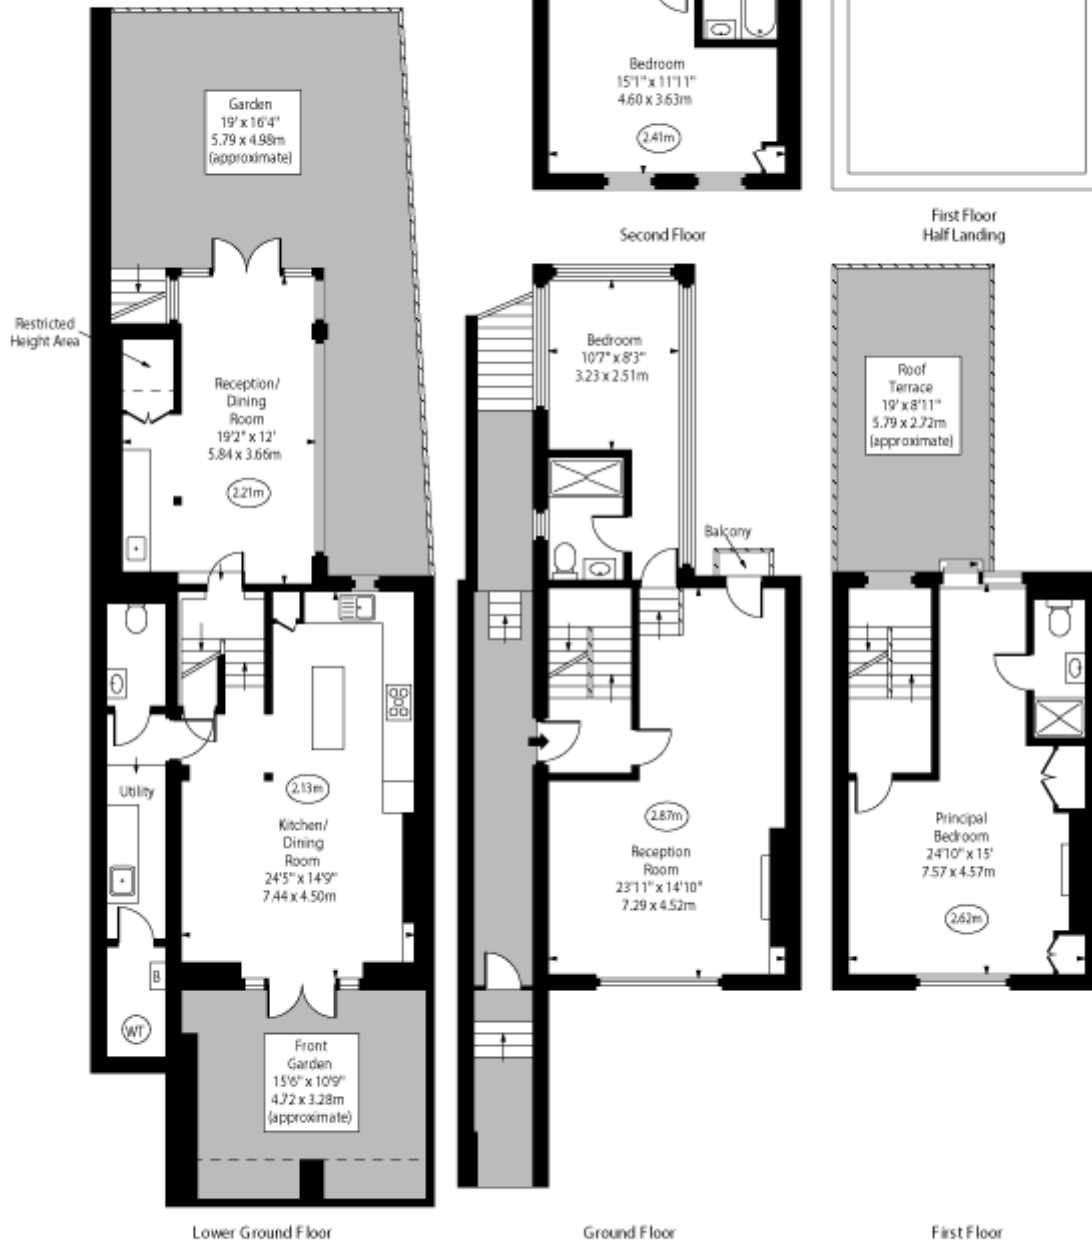 Bedroom
15'1" x 11'11"
4.60 x 3.63m
2.41m
Second Floor
First Floor
Half Landing
Garden
19' x 16'4"
5.79 x 4.98m
(approximate)
Restricted
Height Area
Reception/
Dining
Room
19'2" x 12'
5.84 x 3.66m
2.21m
Utility
2.13m
Kitchen/
Dining
Room
24'5" x 14'9"
7.44 x 4.50m
B
WT
Front
Garden
15'6" x 10'9"
4.72 x 3.28m
(approximate)
Lower Ground Floor
Bedroom
10'7" x 8'3"
3.23 x 2.51m
Balcony
2.87m
Reception
Room
23'11" x 14'10"
7.29 x 4.52m
Ground Floor
Roof
Terrace
19' x 8'11"
5.79 x 2.72m
(approximate)
Principal
Bedroom
24'10" x 15'
7.57 x 4.57m
2.62m
First Floor